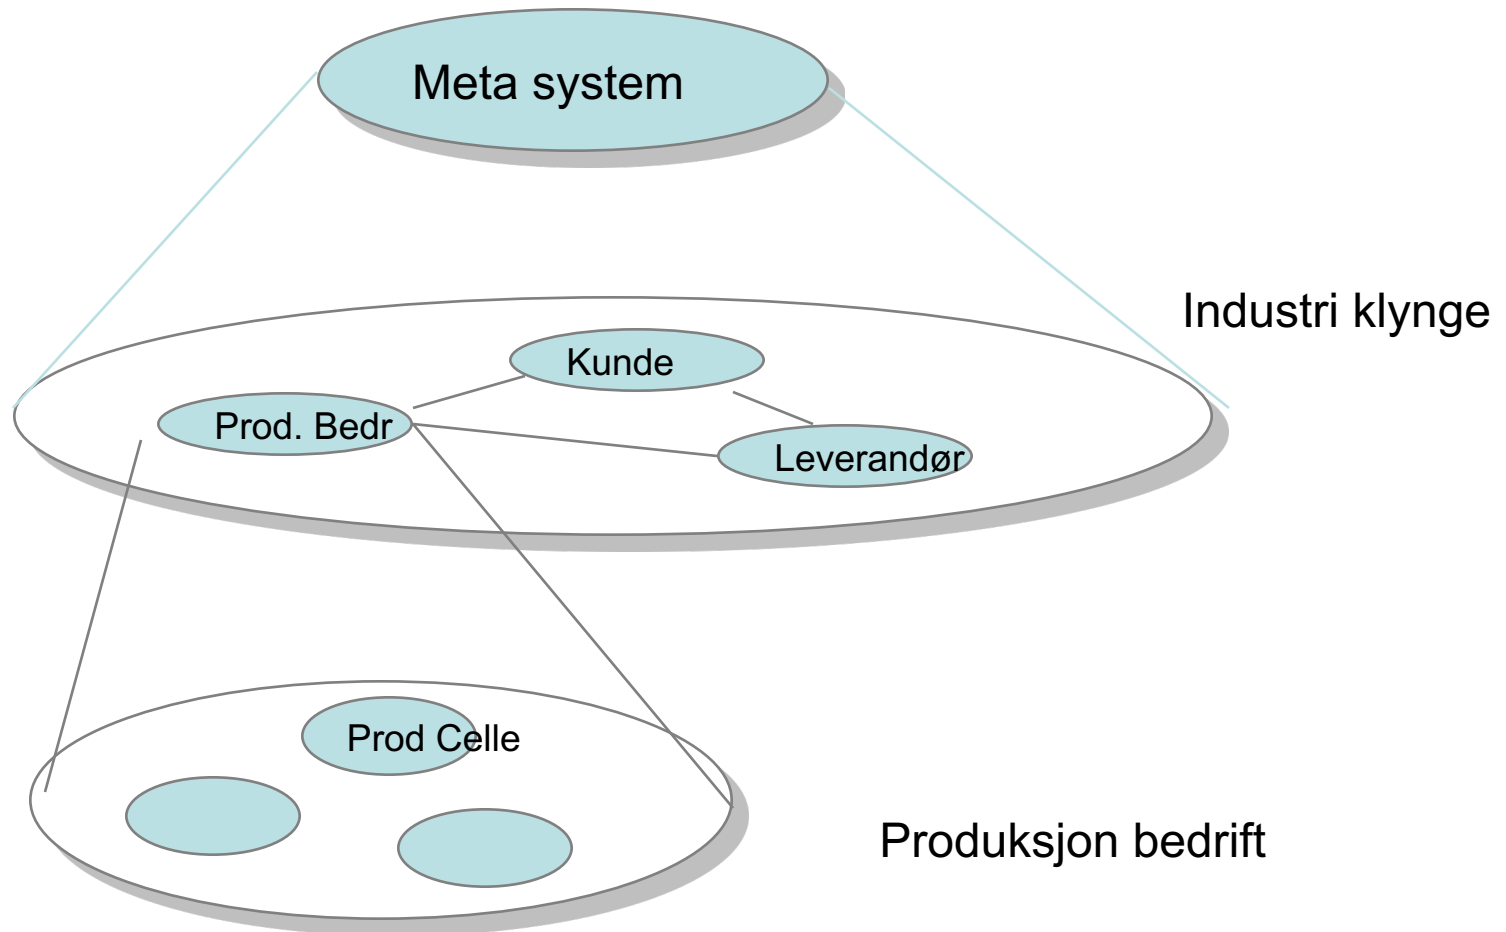 Meta system
Industri klynge
Kunde
Prod. Bedr
Leverandør
Prod Celle
Produksjon bedrift